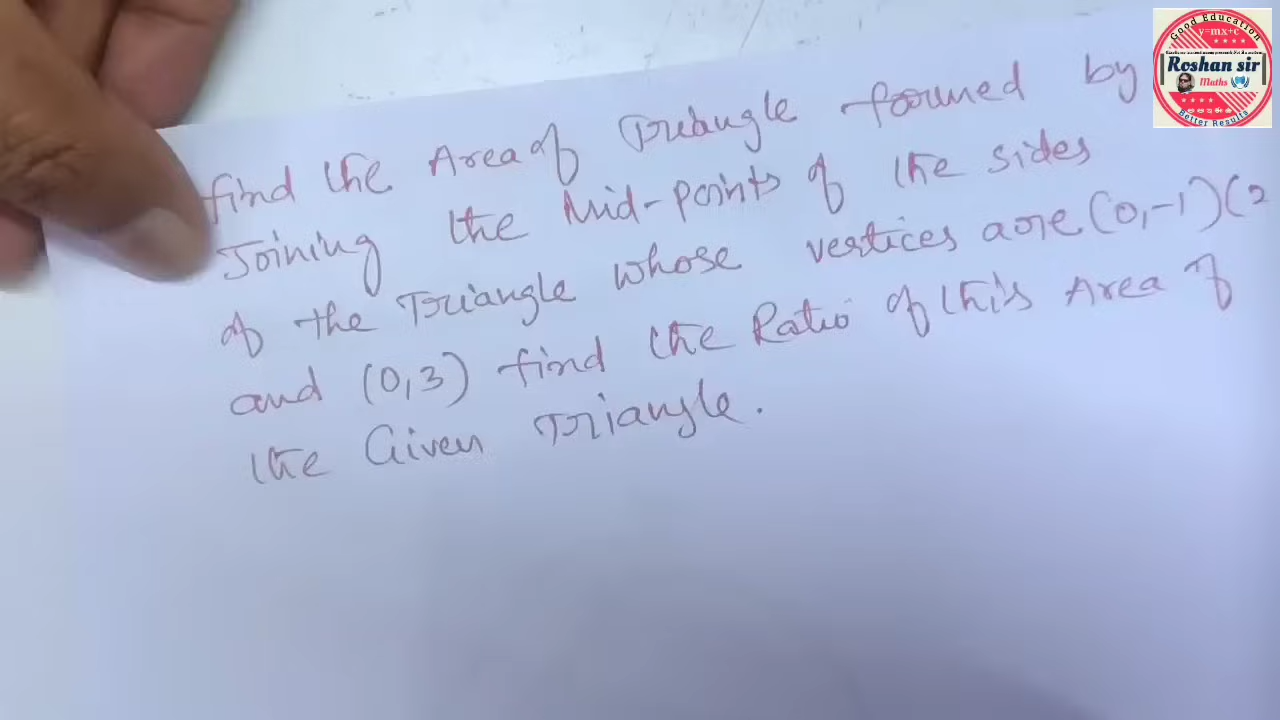 Good Education
y=mx+c
Roshan sir
Maths
Better Results
find the Area of Triangle formed by
Joining the Mid-points of the sides
of the Triangle whose vertices are (0,-1) (2
and (0,3) find the Ratio of this Area of
the Given Triangle.